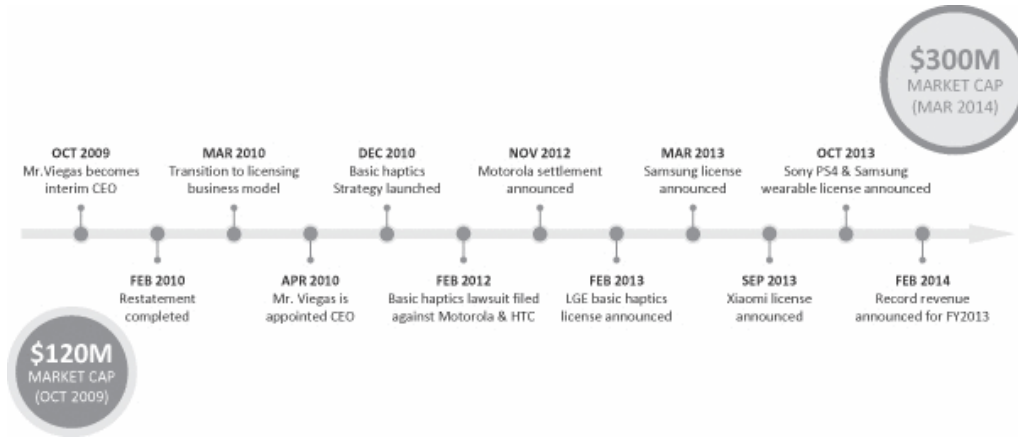 $300M
MARKET CAP
(MAR 2014)
OCT 2009
Mr.Viegas becomes
interim CEO
MAR 2010
Transition to licensing
business model
DEC 2010
Basic haptics
Strategy launched
NOV 2012
Motorola settlement
announced
MAR 2013
Samsung license
announced
OCT 2013
Sony PS4 & Samsung
wearable license announced
FEB 2010
Restatement
completed
APR 2010
Mr. Viegas is
appointed CEO
FEB 2012
Basic haptics lawsuit filed
against Motorola & HTC
FEB 2013
LGE basic haptics
license announced
SEP 2013
Xiaomi license
announced
FEB 2014
Record revenue
announced for FY2013
$120M
MARKET CAP
(OCT 2009)